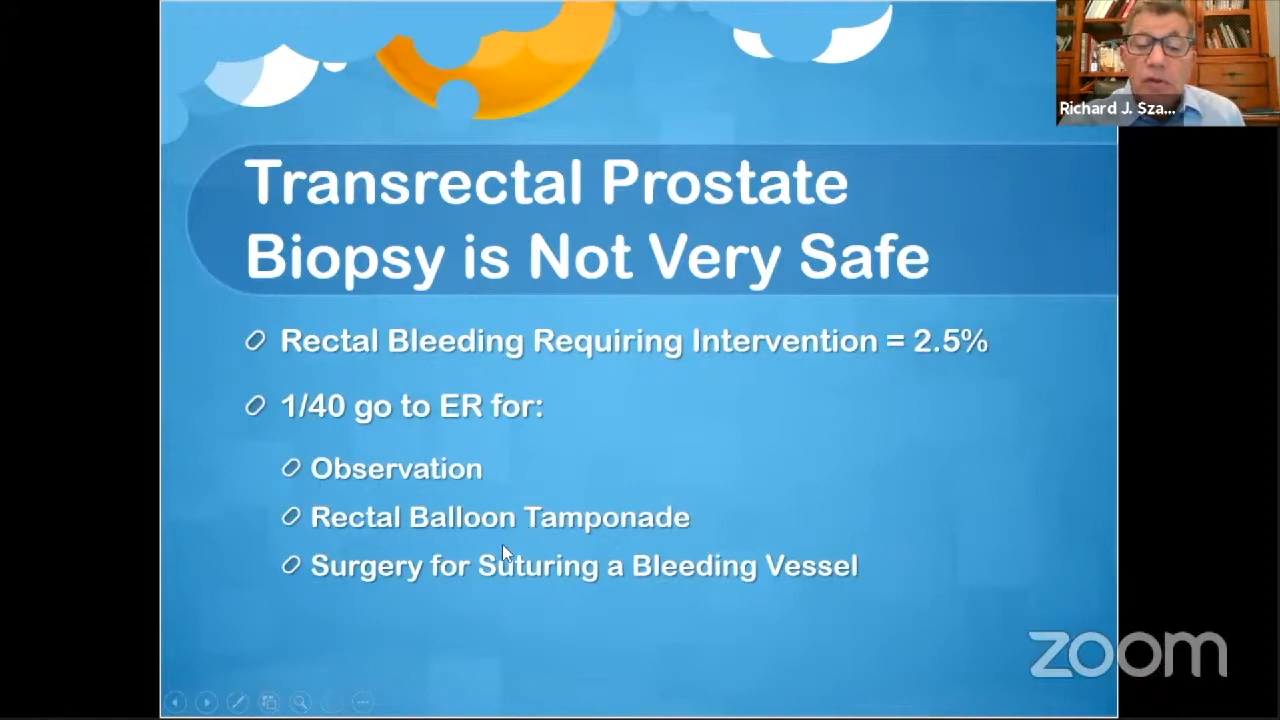 Richard J. Sza...
Transrectal Prostate
Biopsy is Not Very Safe
Rectal Bleeding Requiring Intervention = 2.5%
1/40 go to ER for:
Observation
Rectal Balloon Tamponade
Surgery for Suturing a Bleeding Vessel
zoom